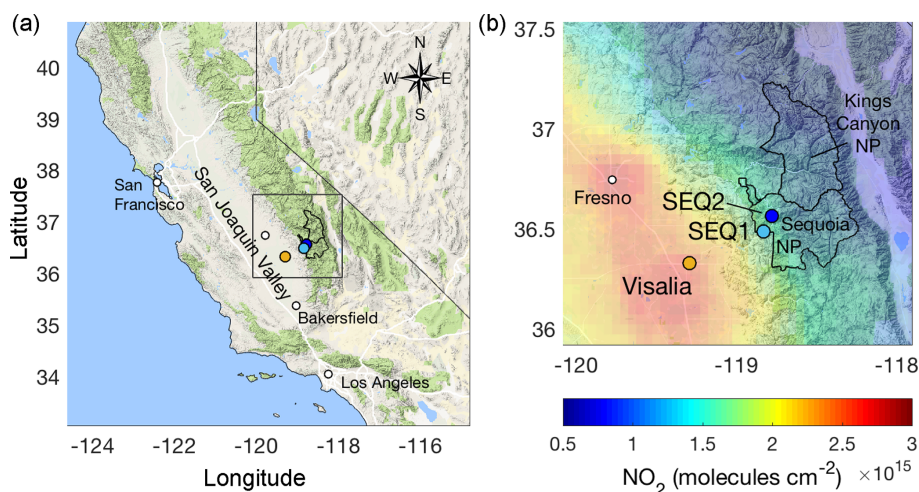 (a)
(b)
Latitude
40
39
38
37
36
35
34
-124
-122
-120
-118
-116
Longitude
N
W
E
S
San
Francisco
San Joaquin Valley
Bakersfield
Los Angeles
37.5
37
36.5
36
-120
-119
-118
Kings
Canyon
NP
Fresno
SEQ2
SEQ1
Sequoia
NP
Visalia
0.5
1
1.5
2
2.5
3
NO₂ (molecules cm⁻²)
×10¹⁵